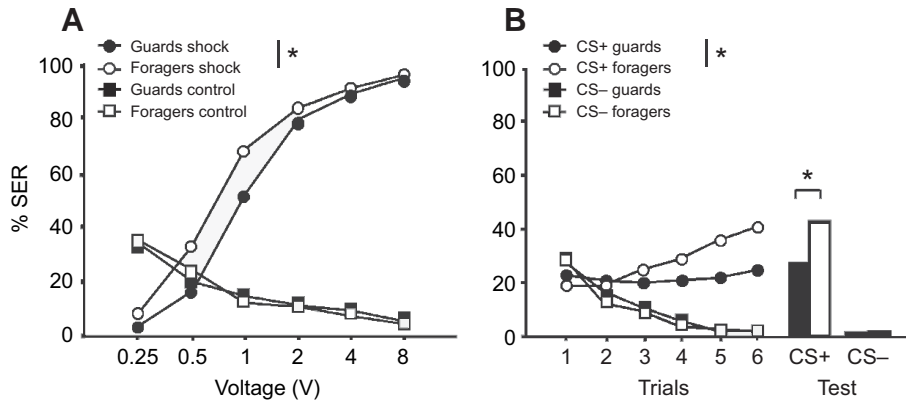 A
Guards shock
Foragers shock
Guards control
Foragers control
*
100
80
60
40
20
0
% SER
0.25 0.5 1 2 4 8
Voltage (V)
B
CS+ guards
CS+ foragers
CS– guards
CS– foragers
*
100
80
60
40
20
0
*
1 2 3 4 5 6 CS+ CS–
Trials Test